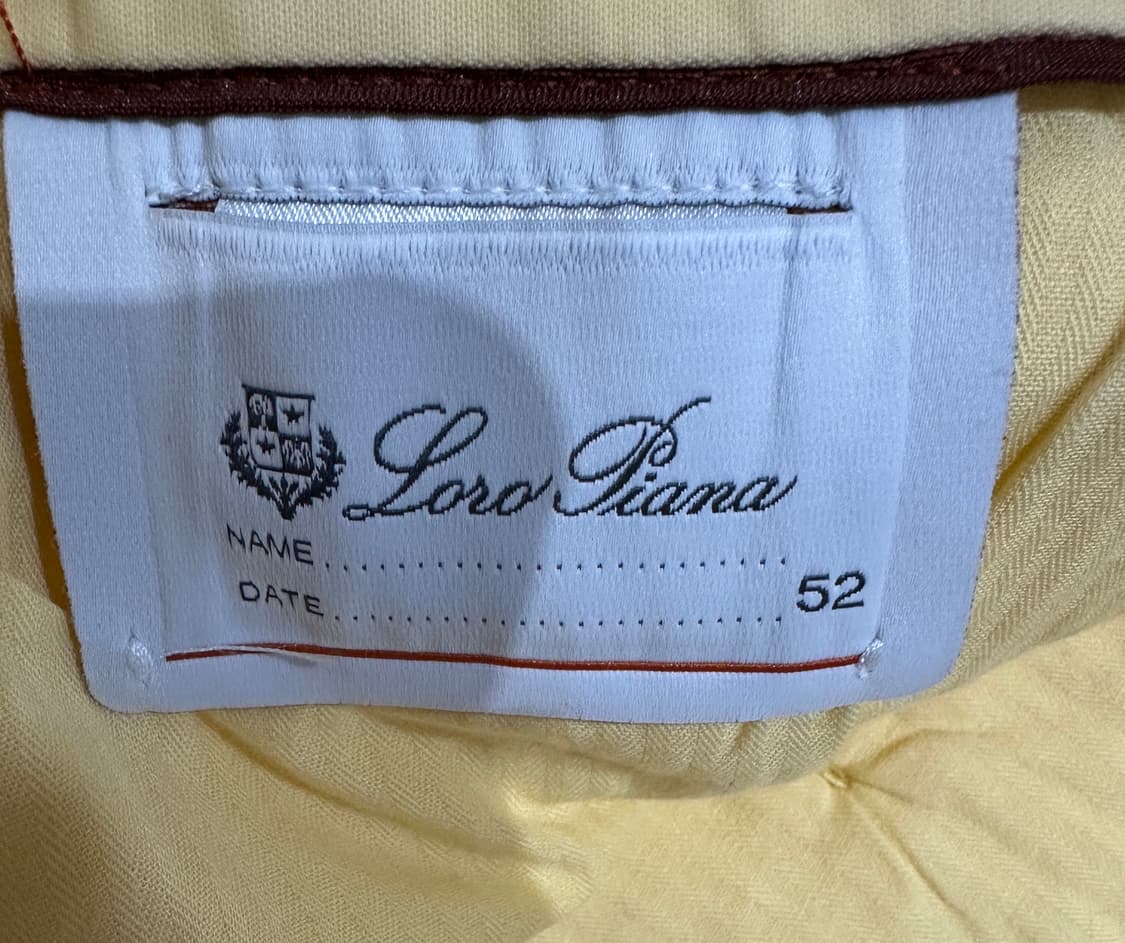 Loro Piana
NAME........................
DATE........................ 52